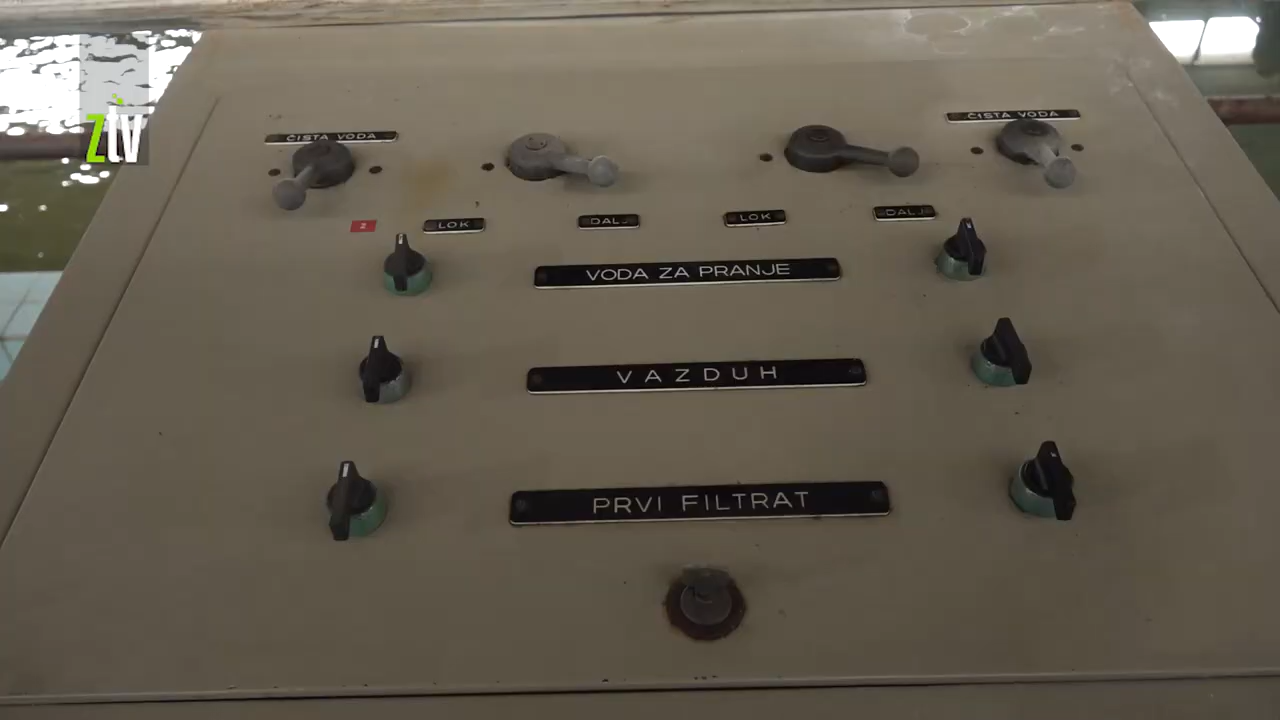 ČISTA VODA
ČISTA VODA
ztv
Z
LOK
DALJ
LOK
DALJ
VODA ZA PRANJE
VAZDUH
PRVI FILTRAT